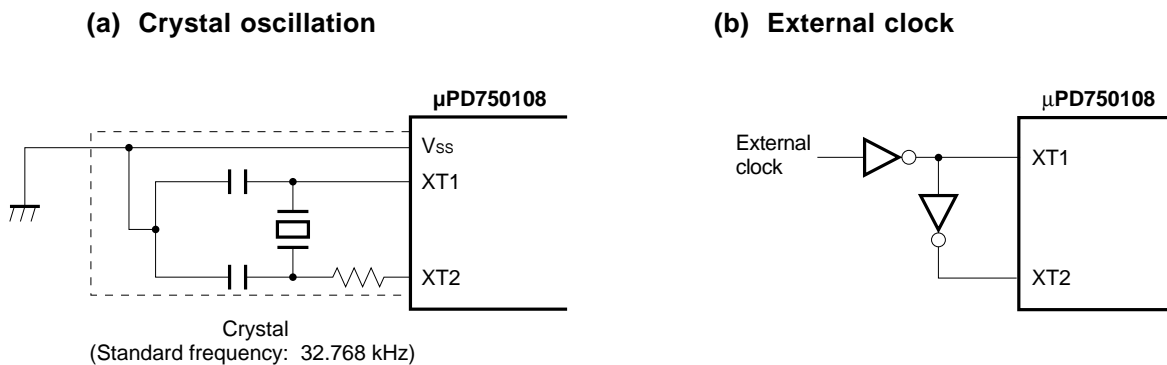 (a) Crystal oscillation
µPD750108
VSS
XT1
XT2
Crystal
(Standard frequency: 32.768 kHz)
(b) External clock
µPD750108
External
clock
XT1
XT2